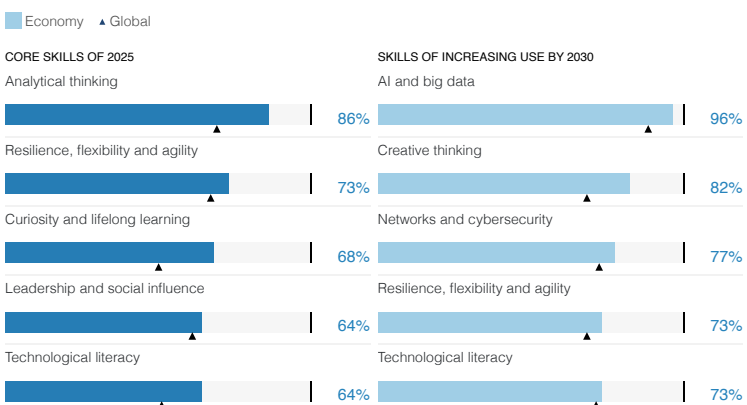 Economy ▲ Global
CORE SKILLS OF 2025
Analytical thinking
86%
Resilience, flexibility and agility
73%
Curiosity and lifelong learning
68%
Leadership and social influence
64%
Technological literacy
64%
SKILLS OF INCREASING USE BY 2030
AI and big data
96%
Creative thinking
82%
Networks and cybersecurity
77%
Resilience, flexibility and agility
73%
Technological literacy
73%